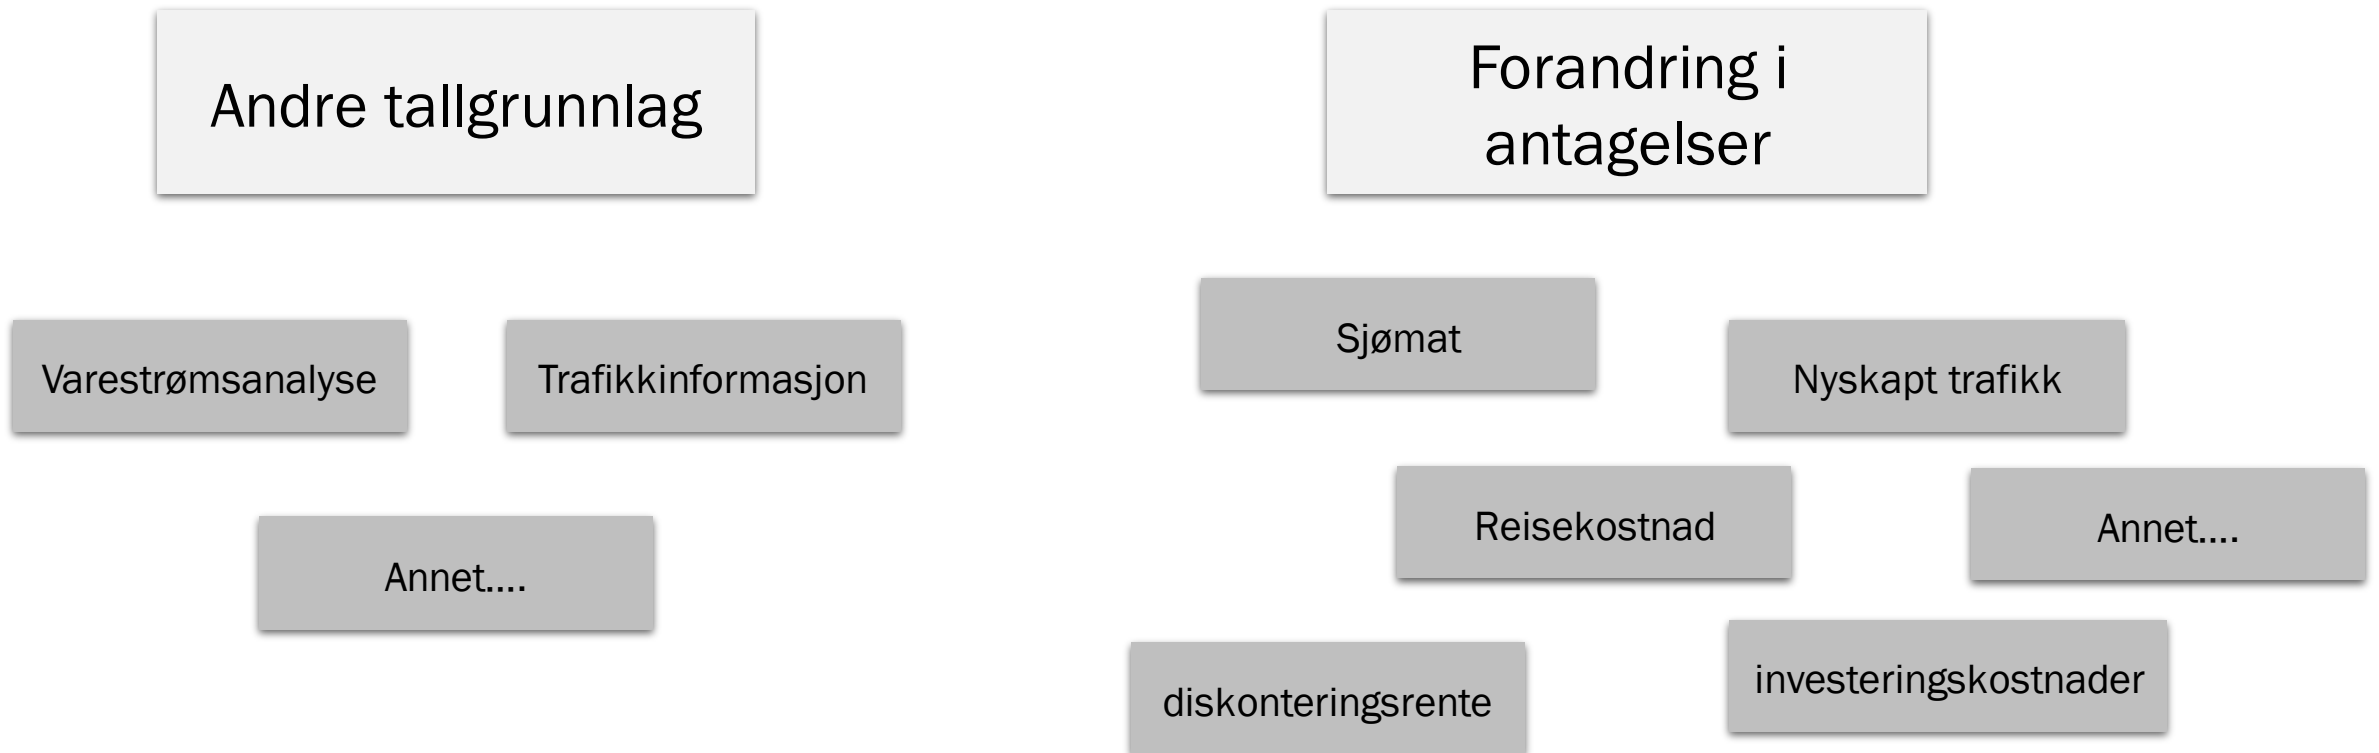 Andre tallgrunnlag
Varestrømsanalyse
Trafikkinformasjon
Annet....
Forandring i
antagelser
Sjømat
Nyskapt trafikk
Reisekostnad
Annet....
investeringskostnader
diskonteringsrente